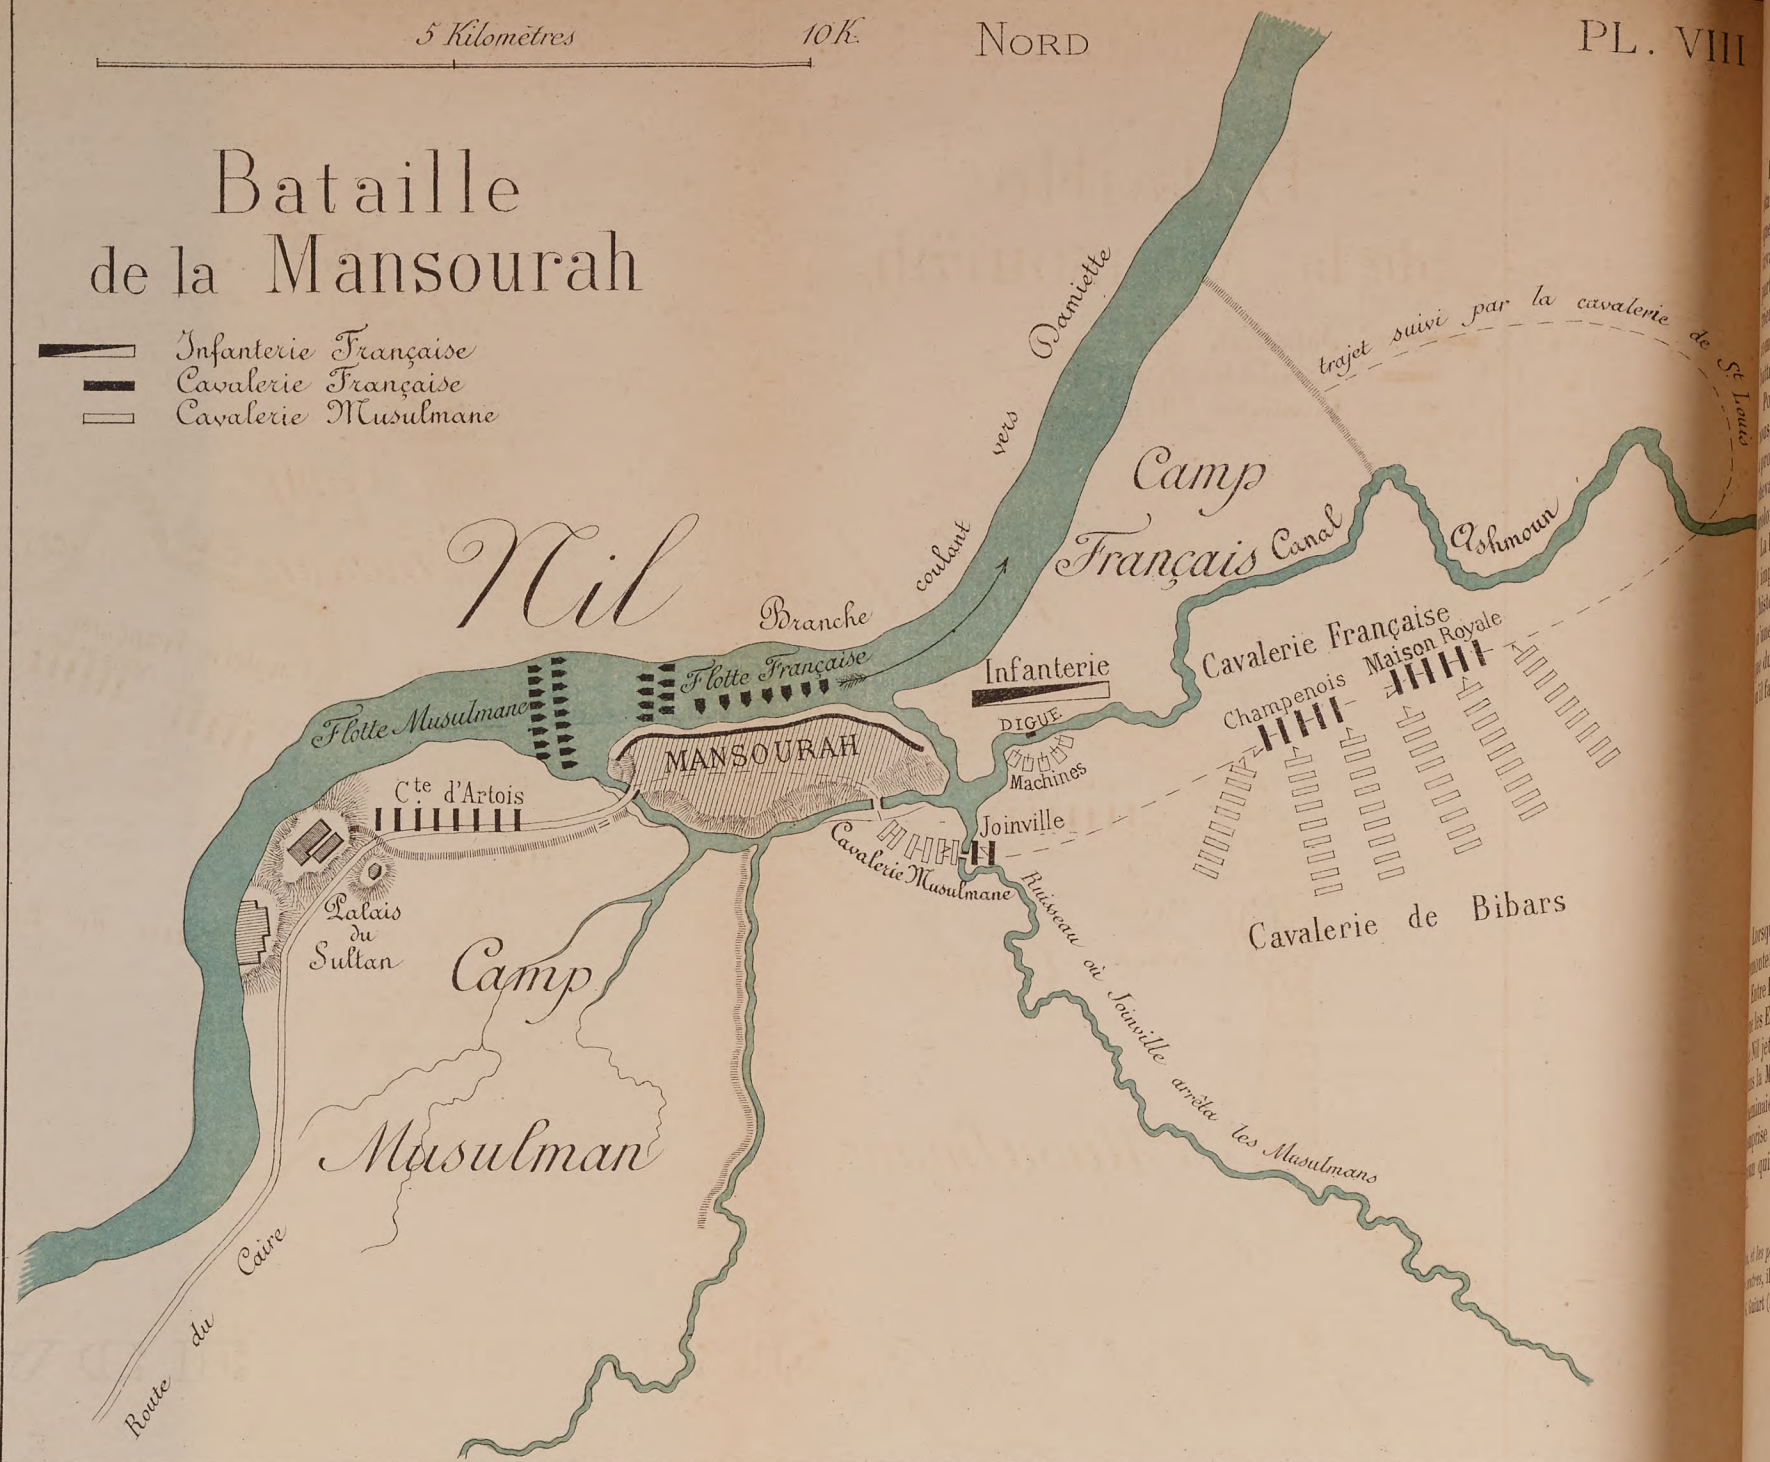 5 Kilomètres
10 K.
NORD
PL. VIII
Bataille
de la Mansourah
Infanterie Française
Cavalerie Française
Cavalerie Musulmane
Nil
Branche
coulant
vers
Damiette
trajet suivi par la cavalerie de St Louis
Camp
Français
Canal
Ashmoun
Flotte Musulmane
Flotte Française
MANSOURAH
Infanterie
DIGUE
Machines
Cavalerie Française
Champenois
Maison Royale
Cte d'Artois
Joinville
Cavalerie Musulmane
Cavalerie de Bibars
Palais
du
Sultan
Camp
Musulman
Ruisseau où Joinville arrêta les Musulmans
Route du Caire